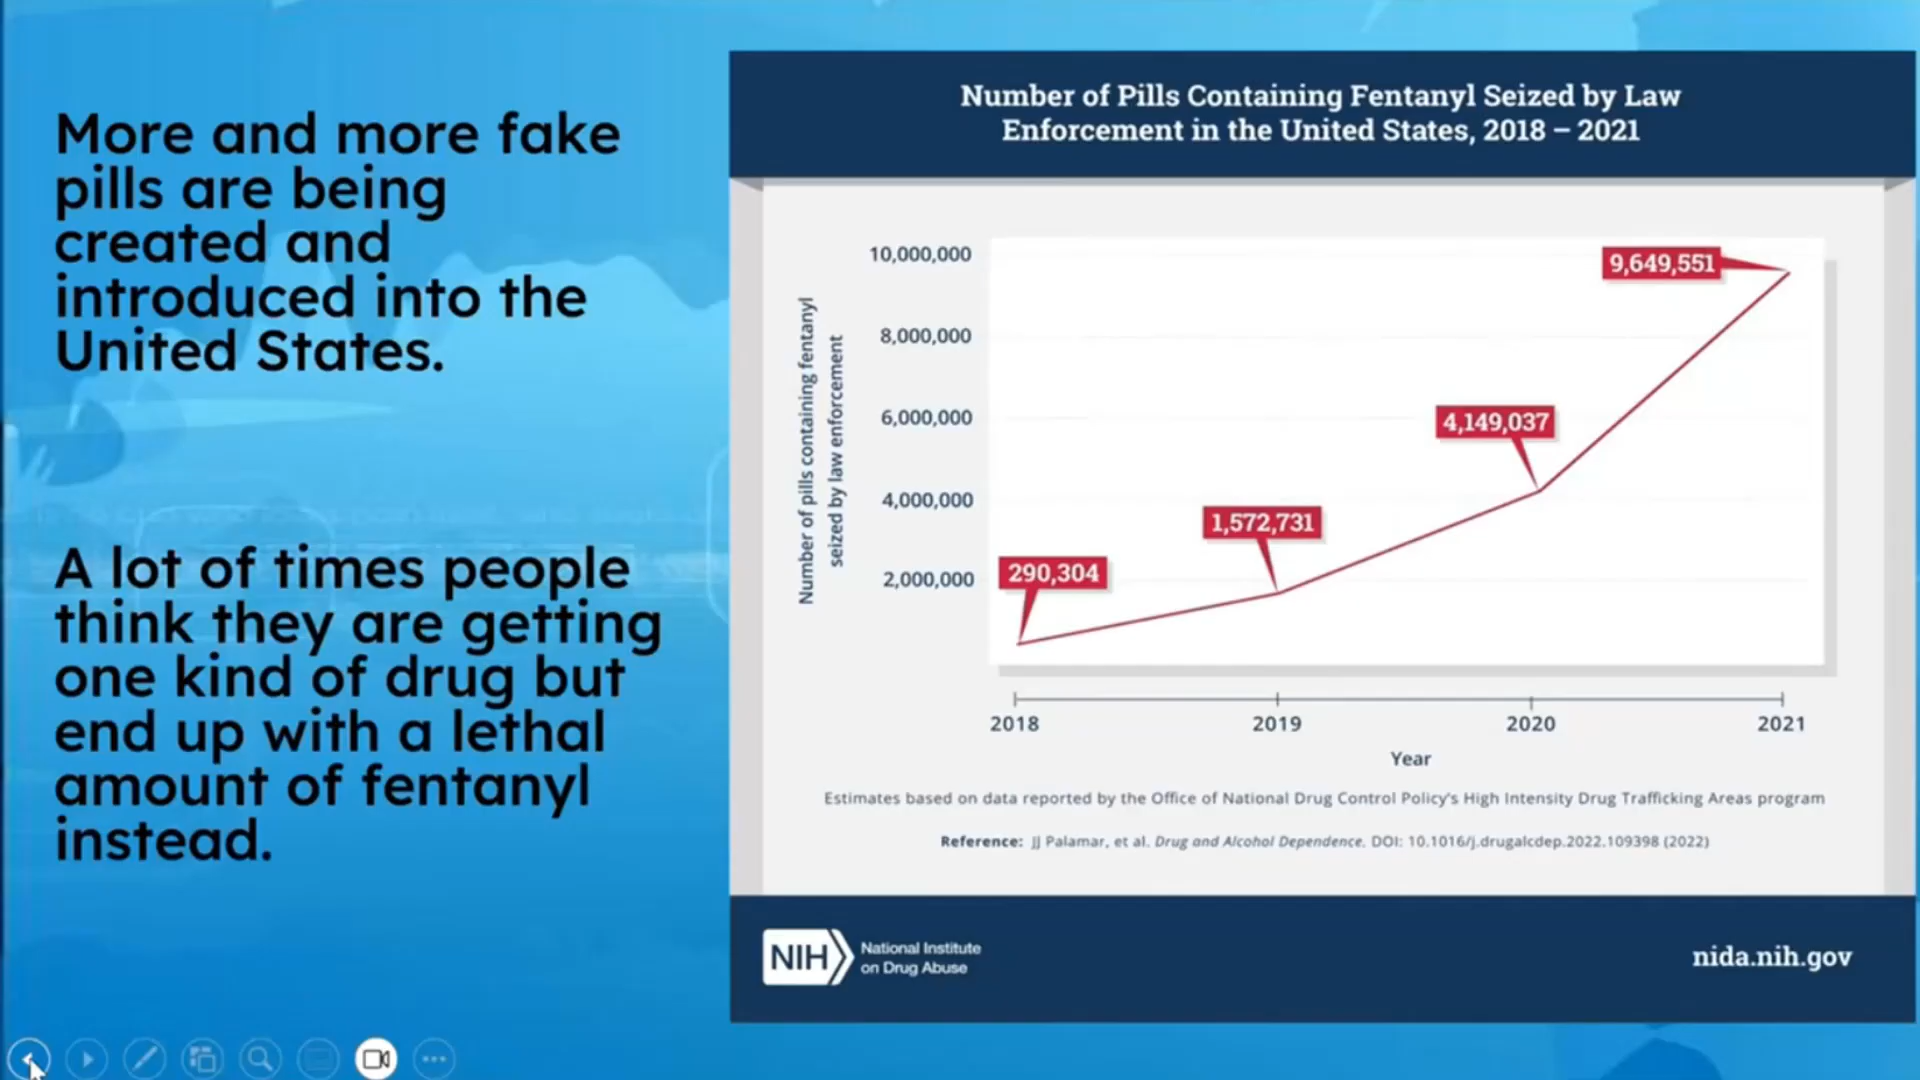 More and more fake
pills are being
created and
introduced into the
United States.
A lot of times people
think they are getting
one kind of drug but
end up with a lethal
amount of fentanyl
instead.
Number of Pills Containing Fentanyl Seized by Law
Enforcement in the United States, 2018 – 2021
Number of pills containing fentanyl
seized by law enforcement
10,000,000
8,000,000
6,000,000
4,000,000
2,000,000
290,304
1,572,731
4,149,037
9,649,551
2018
2019
2020
2021
Year
Estimates based on data reported by the Office of National Drug Control Policy's High Intensity Drug Trafficking Areas program
Reference: JJ Palamar, et al. Drug and Alcohol Dependence. DOI: 10.1016/j.drugalcdep.2022.109398 (2022)
NIH
National Institute
on Drug Abuse
nida.nih.gov